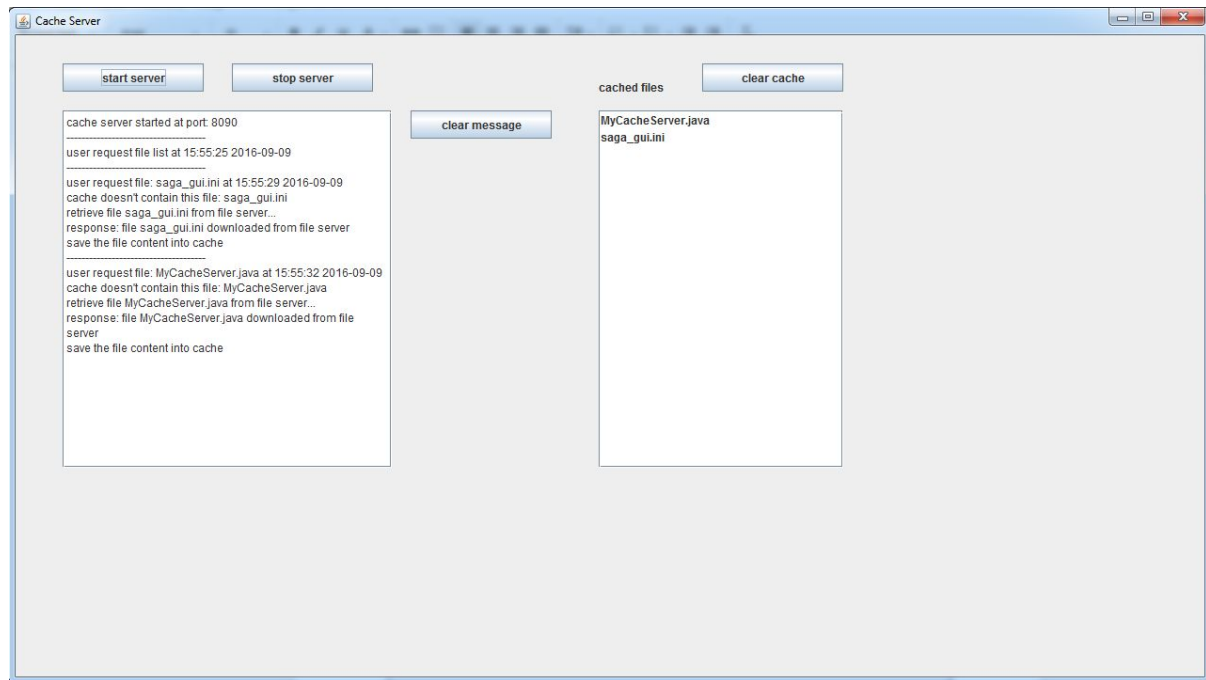 Cache Server
start server
stop server
cached files
clear cache
cache server started at port: 8090
-------------------------------------
user request file list at 15:55:25 2016-09-09
-------------------------------------
user request file: saga_gui.ini at 15:55:29 2016-09-09
cache doesn't contain this file: saga_gui.ini
retrieve file saga_gui.ini from file server...
response: file saga_gui.ini downloaded from file server
save the file content into cache
-------------------------------------
user request file: MyCacheServer.java at 15:55:32 2016-09-09
cache doesn't contain this file: MyCacheServer.java
retrieve file MyCacheServer.java from file server...
response: file MyCacheServer.java downloaded from file
server
save the file content into cache
clear message
MyCacheServer.java
saga_gui.ini